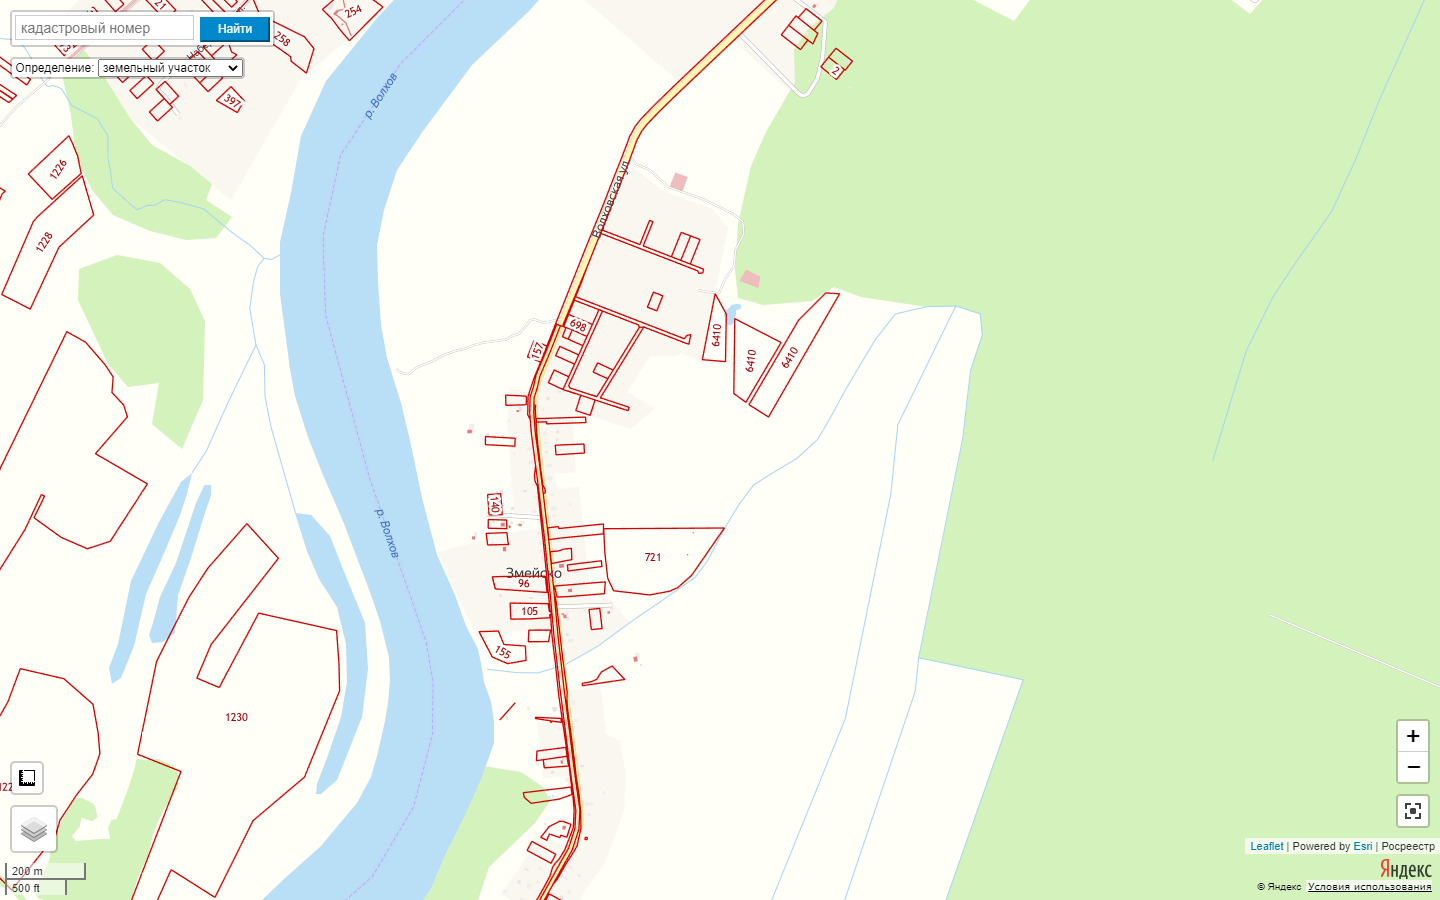 кадастровый номер
Найти
Определение: земельный участок
21
254
258
397
р. Волхов
1226
1228
Волховская ул.
2
698
157
6410
6410
6410
140
721
Змейско
96
105
155
р. Волхов
1230
200 m
500 ft
+
−
Leaflet | Powered by Esri | Росреестр
Яндекс
© Яндекс Условия использования